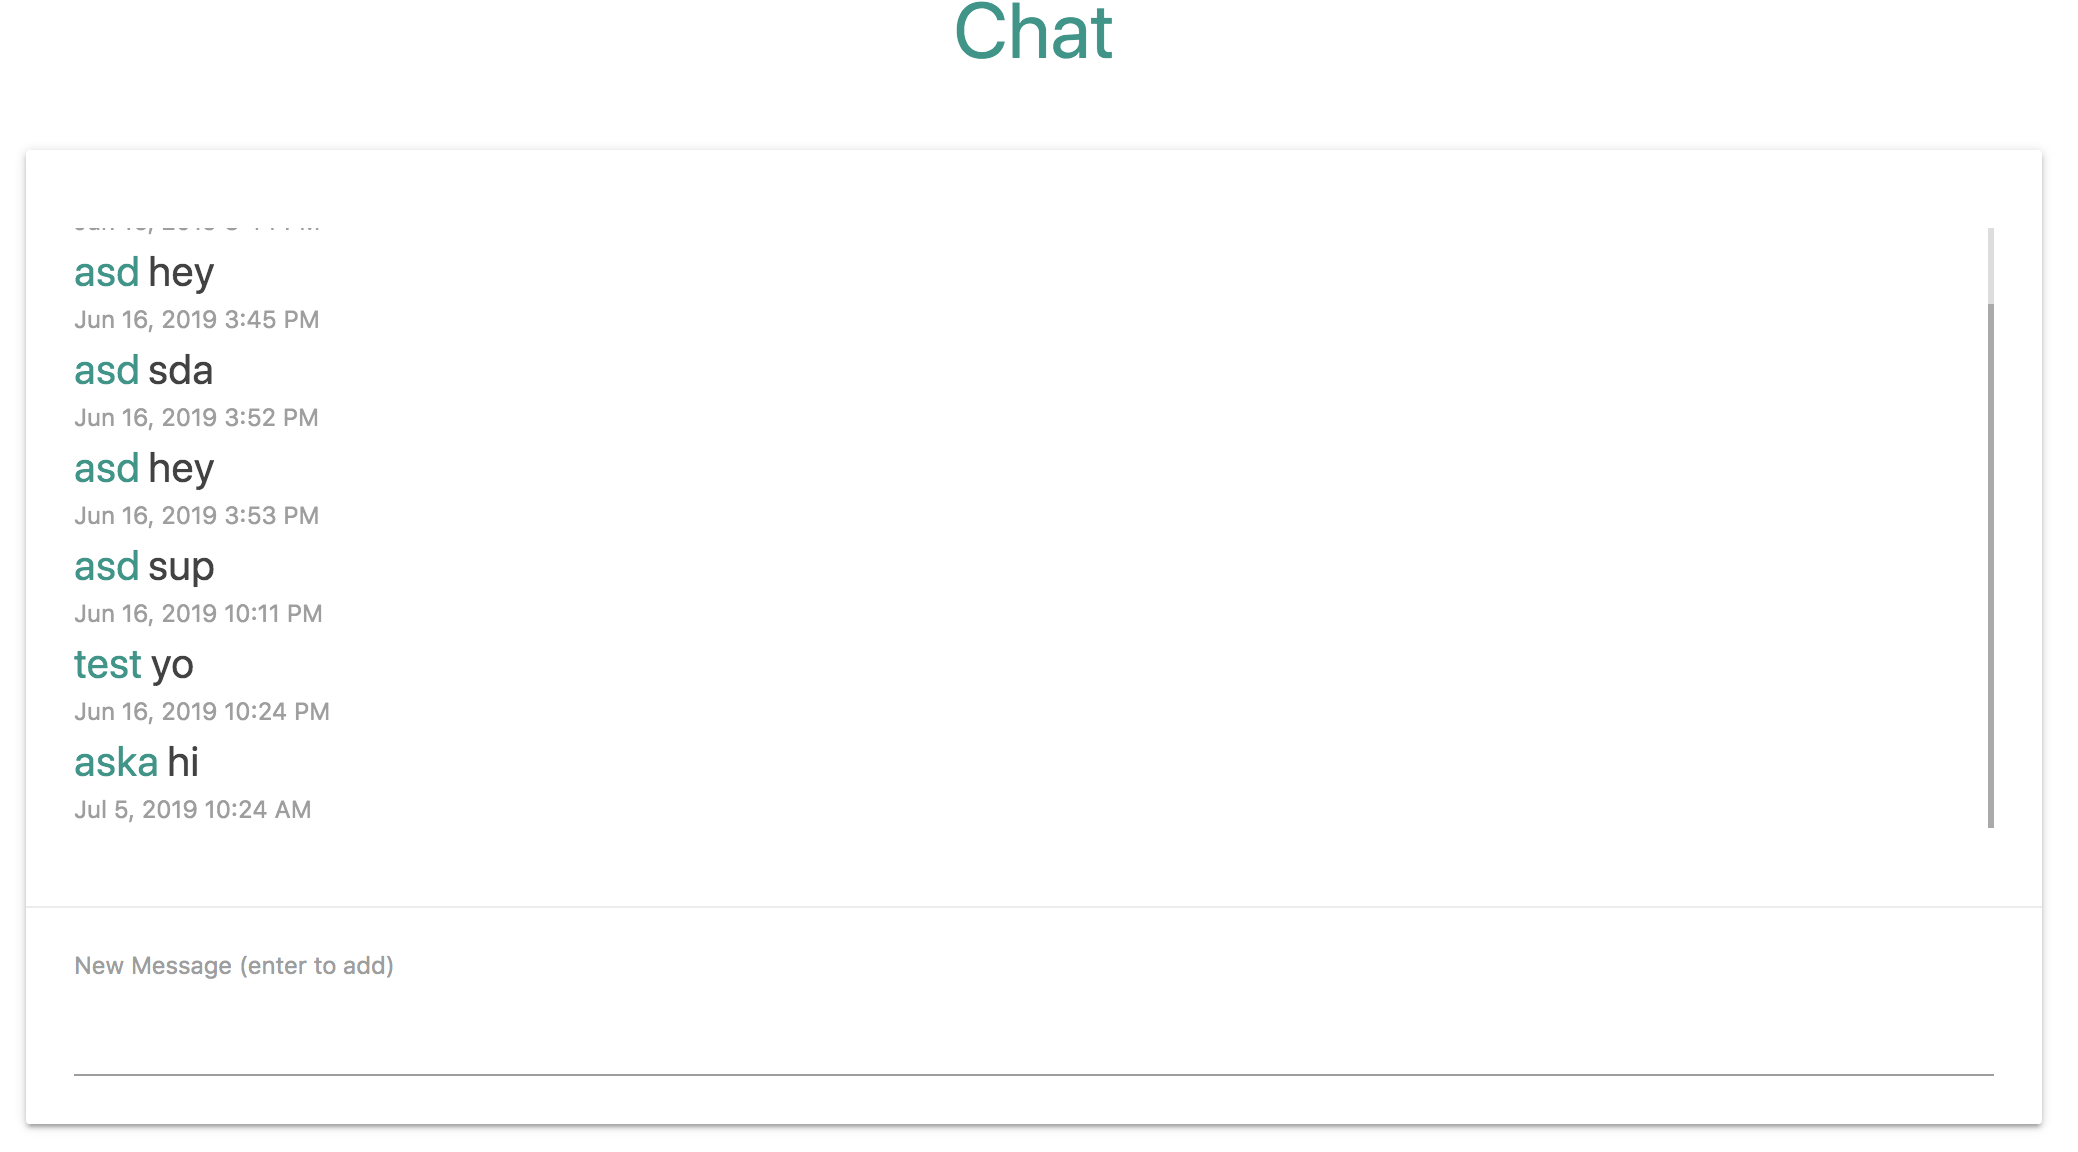 Chat
asd hey
Jun 16, 2019 3:45 PM
asd sda
Jun 16, 2019 3:52 PM
asd hey
Jun 16, 2019 3:53 PM
asd sup
Jun 16, 2019 10:11 PM
test yo
Jun 16, 2019 10:24 PM
aska hi
Jul 5, 2019 10:24 AM
New Message (enter to add)